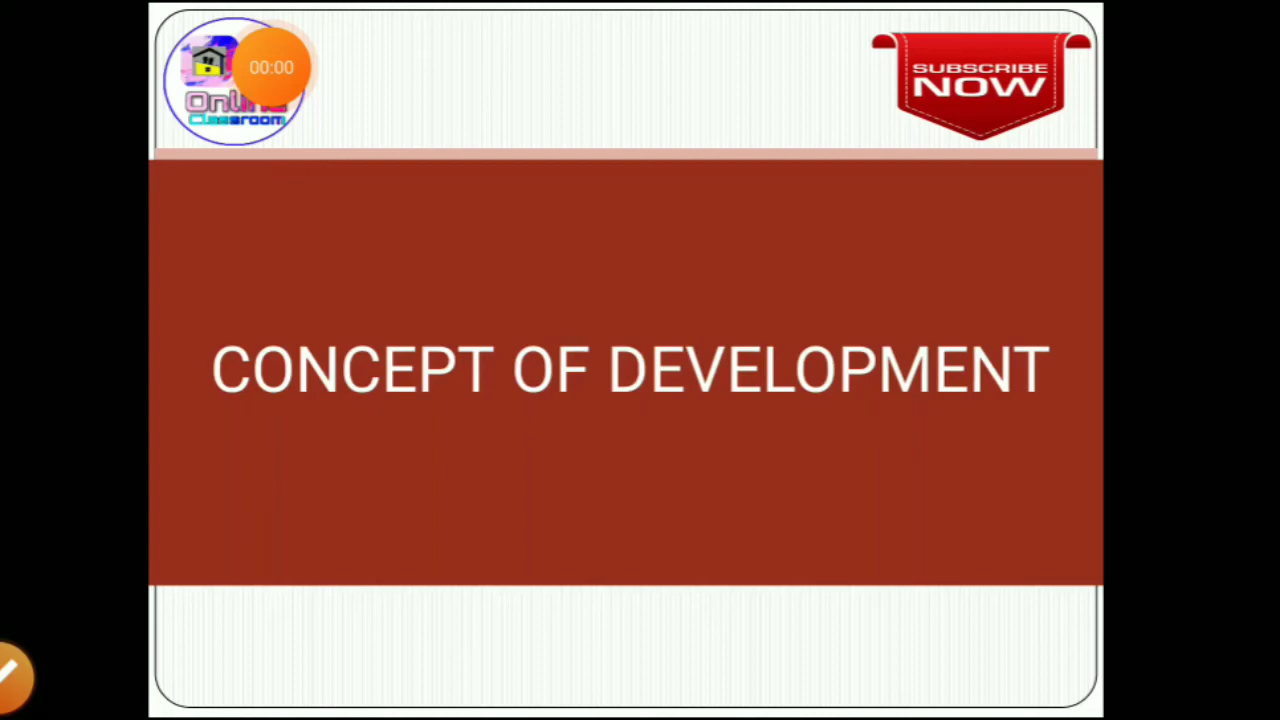 00:00
Online
Classroom
SUBSCRIBE
NOW
CONCEPT OF DEVELOPMENT